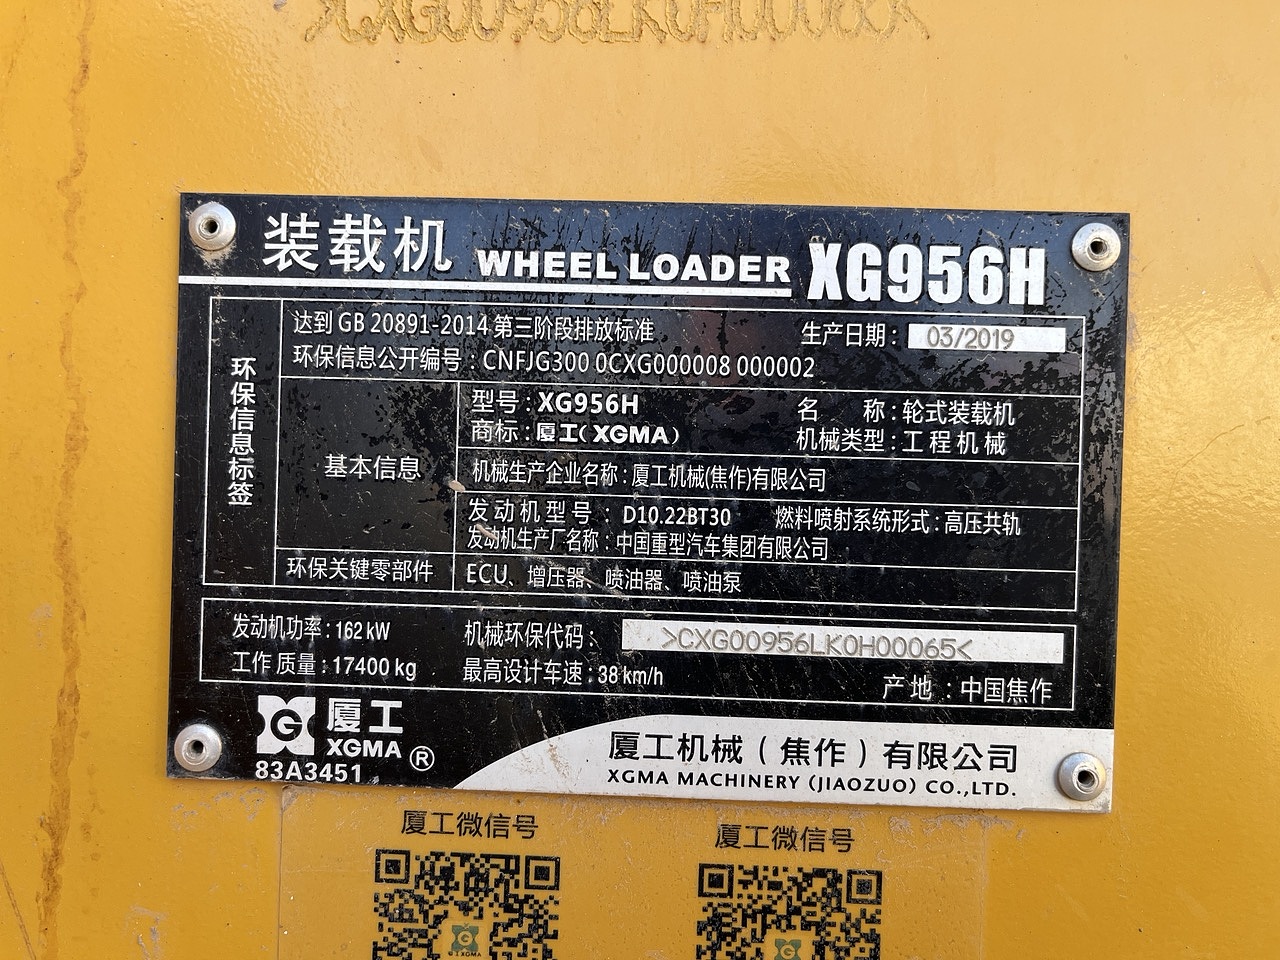 装载机 WHEEL LOADER XG956H
达到 GB 20891-2014 第三阶段排放标准 生产日期: 03/2019
环保信息公开编号: CNFJG300 0CXG000008 000002
环保信息标签
基本信息
型号: XG956H 名 称: 轮式装载机
商标: 厦工(XGMA) 机械类型: 工程机械
机械生产企业名称: 厦工机械(焦作)有限公司
发动机型号: D10.22BT30 燃料喷射系统形式: 高压共轨
发动机生产厂名称: 中国重型汽车集团有限公司
环保关键零部件 ECU、增压器、喷油器、喷油泵
发动机功率: 162 kW 机械环保代码: >CXG00956LK0H00065<
工作质量: 17400 kg 最高设计车速: 38 km/h
产地: 中国焦作
厦工
XGMA ®
83A3451
厦工机械(焦作)有限公司
XGMA MACHINERY (JIAOZUO) CO.,LTD.
厦工微信号 厦工微信号